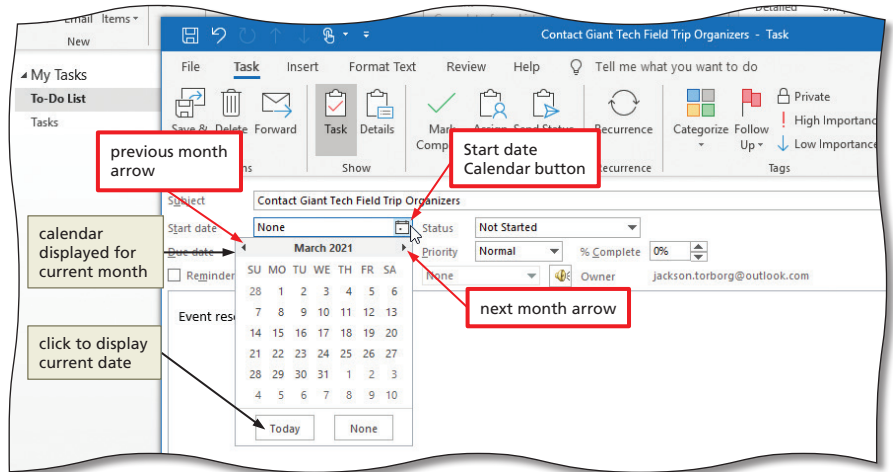 Email Items
New
Contact Giant Tech Field Trip Organizers - Task
File Task Insert Format Text Review Help Tell me what you want to do
My Tasks
To-Do List
Tasks
Save & Delete Forward
Task Details
Mark
Assign Send Status
Recurrence
Categorize Follow
Up
Private
High Importanc
Low Importance
Show
Tags
previous month
arrow
Start date
Calendar button
Subject Contact Giant Tech Field Trip Organizers
Start date None Status Not Started
Due date Priority Normal % Complete 0%
Reminder None Owner jackson.torborg@outlook.com
calendar
displayed for
current month
March 2021
SU MO TU WE TH FR SA
28 1 2 3 4 5 6
7 8 9 10 11 12 13
14 15 16 17 18 19 20
21 22 23 24 25 26 27
28 29 30 31 1 2 3
4 5 6 7 8 9 10
Today None
next month arrow
Event res
click to display
current date